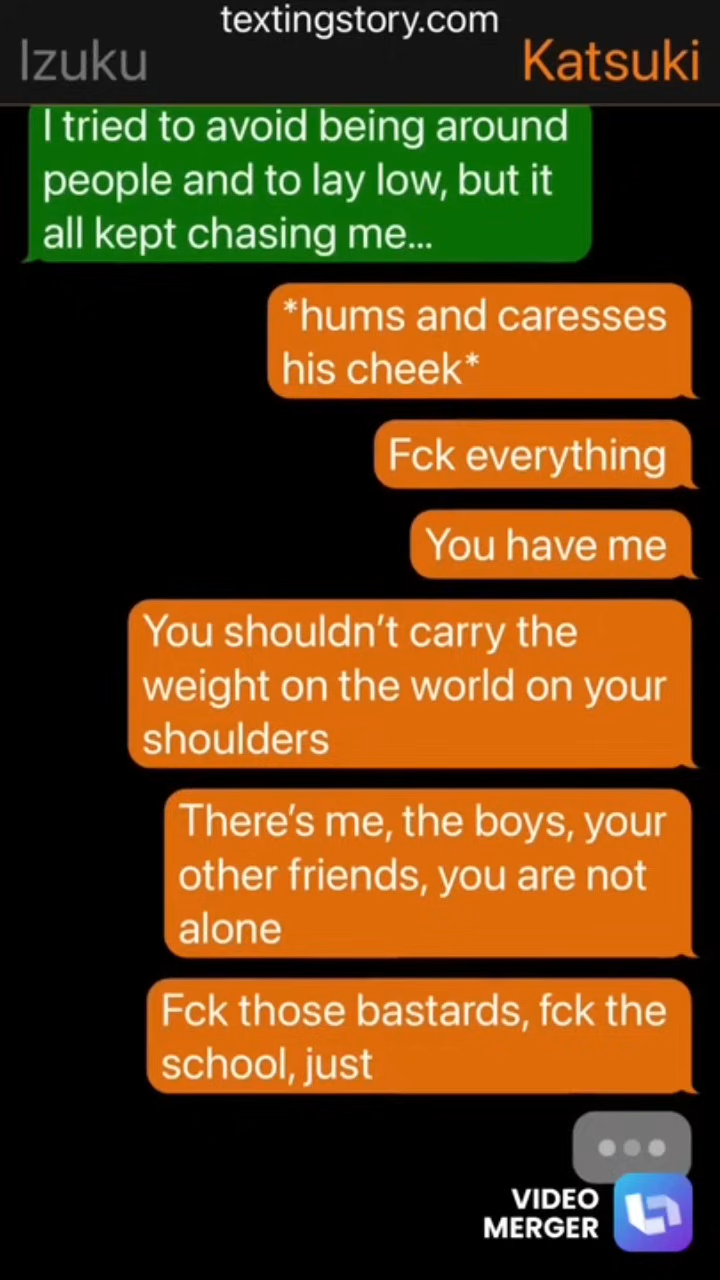 textingstory.com
Izuku
Katsuki
I tried to avoid being around
people and to lay low, but it
all kept chasing me...
*hums and caresses
his cheek*
Fck everything
You have me
You shouldn’t carry the
weight on the world on your
shoulders
There’s me, the boys, your
other friends, you are not
alone
Fck those bastards, fck the
school, just
VIDEO
MERGER